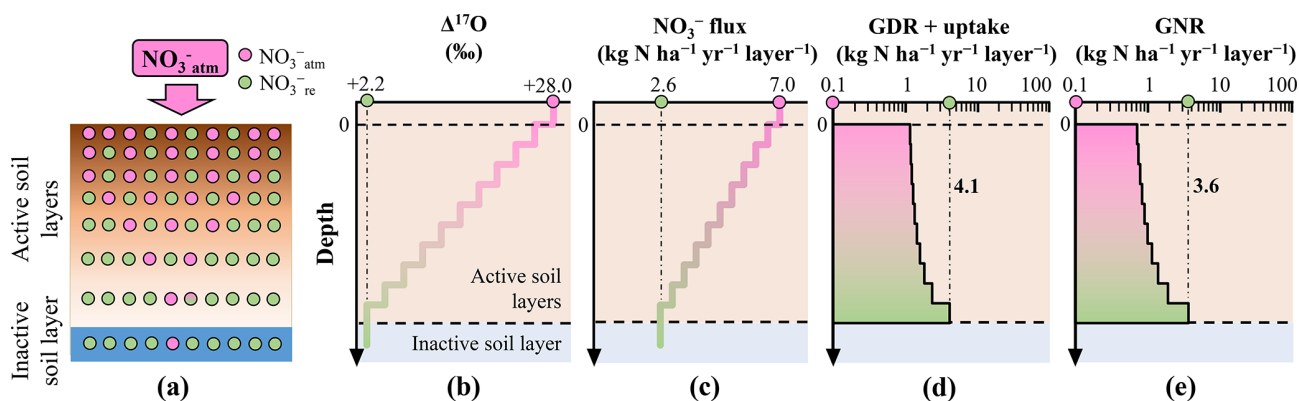 NO₃⁻atm
NO₃⁻atm
NO₃⁻re
Active soil
layers
Inactive
soil layer
(a)
Δ¹⁷O
(‰)
+2.2
+28.0
0
Depth
Active soil
layers
Inactive soil layer
(b)
NO₃⁻ flux
(kg N ha⁻¹ yr⁻¹ layer⁻¹)
2.6
7.0
(c)
GDR + uptake
(kg N ha⁻¹ yr⁻¹ layer⁻¹)
0.1 1 10 100
0
4.1
(d)
GNR
(kg N ha⁻¹ yr⁻¹ layer⁻¹)
0.1 1 10 100
0
3.6
(e)